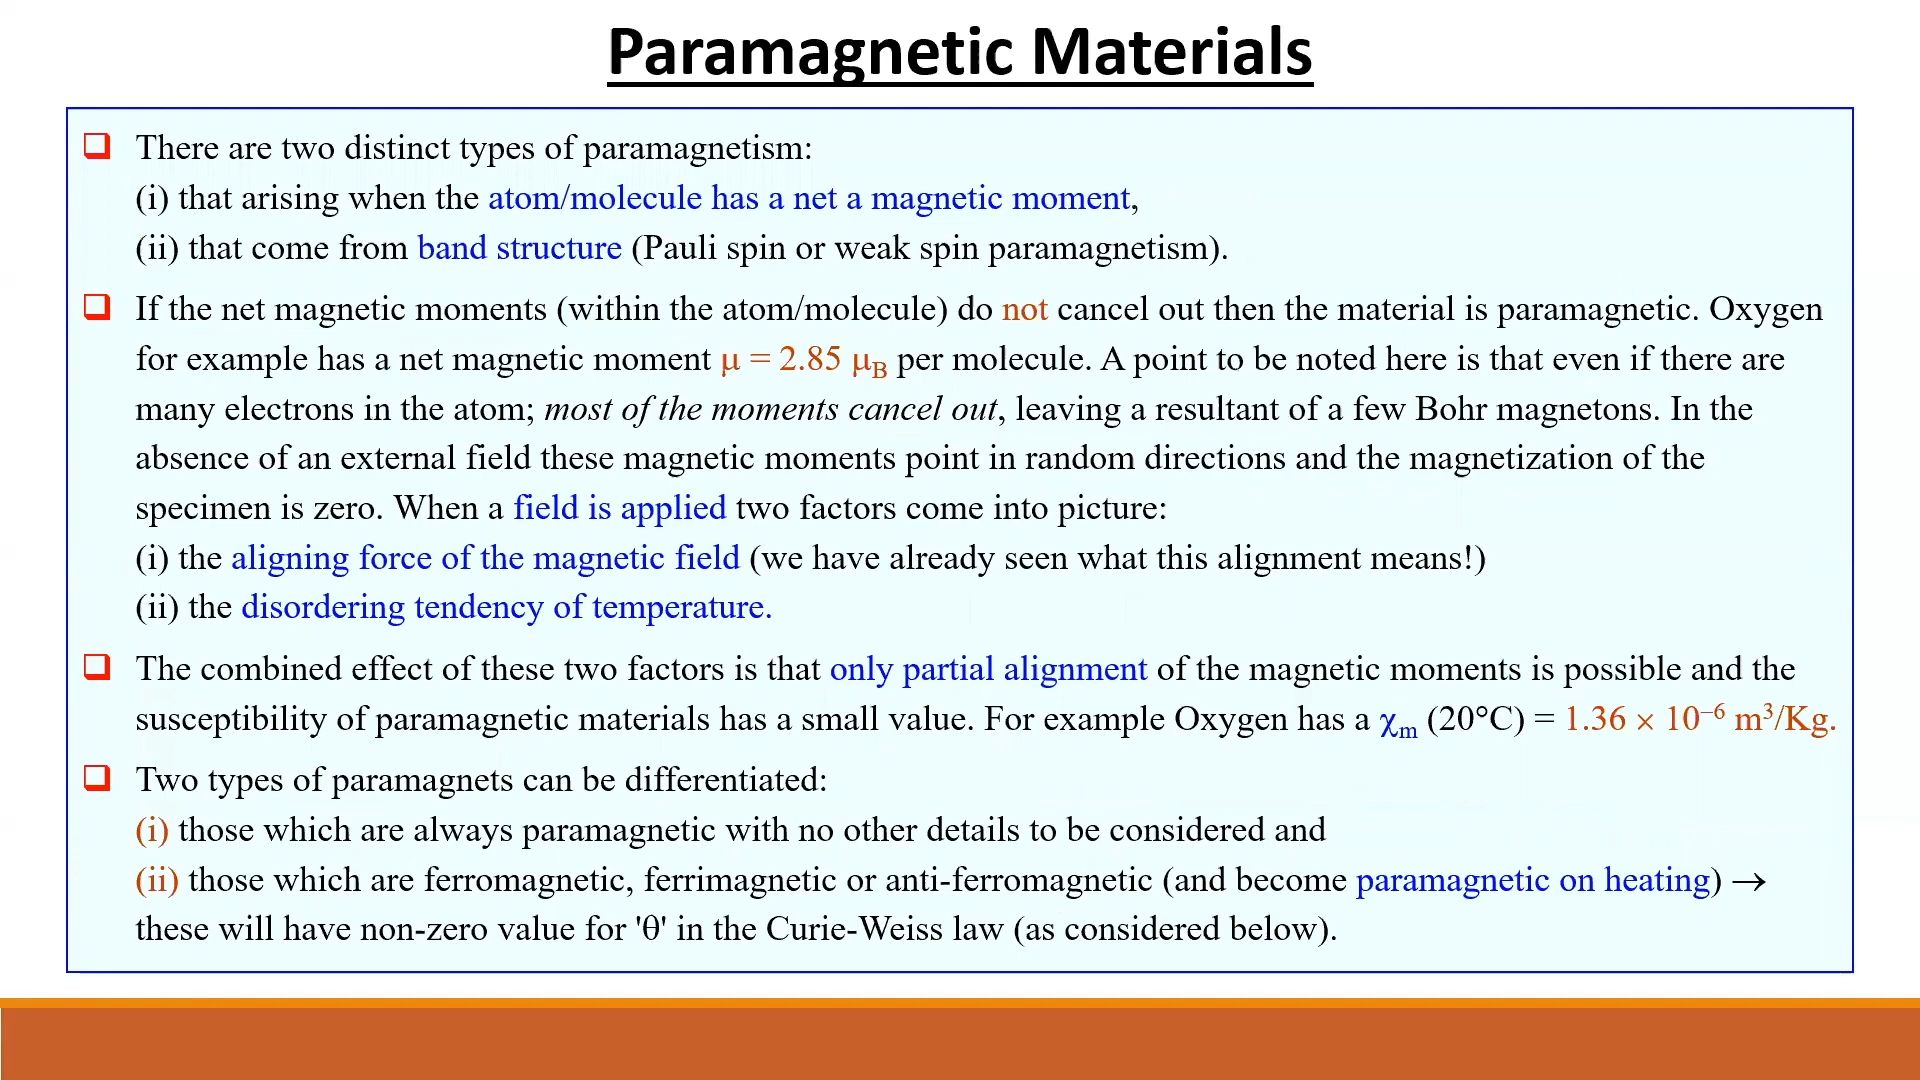 Paramagnetic Materials
❑ There are two distinct types of paramagnetism:
(i) that arising when the atom/molecule has a net a magnetic moment,
(ii) that come from band structure (Pauli spin or weak spin paramagnetism).
❑ If the net magnetic moments (within the atom/molecule) do not cancel out then the material is paramagnetic. Oxygen
for example has a net magnetic moment μ = 2.85 μB per molecule. A point to be noted here is that even if there are
many electrons in the atom; most of the moments cancel out, leaving a resultant of a few Bohr magnetons. In the
absence of an external field these magnetic moments point in random directions and the magnetization of the
specimen is zero. When a field is applied two factors come into picture:
(i) the aligning force of the magnetic field (we have already seen what this alignment means!)
(ii) the disordering tendency of temperature.
❑ The combined effect of these two factors is that only partial alignment of the magnetic moments is possible and the
susceptibility of paramagnetic materials has a small value. For example Oxygen has a χm (20°C) = 1.36 × 10⁻⁶ m³/Kg.
❑ Two types of paramagnets can be differentiated:
(i) those which are always paramagnetic with no other details to be considered and
(ii) those which are ferromagnetic, ferrimagnetic or anti-ferromagnetic (and become paramagnetic on heating) →
these will have non-zero value for 'θ' in the Curie-Weiss law (as considered below).